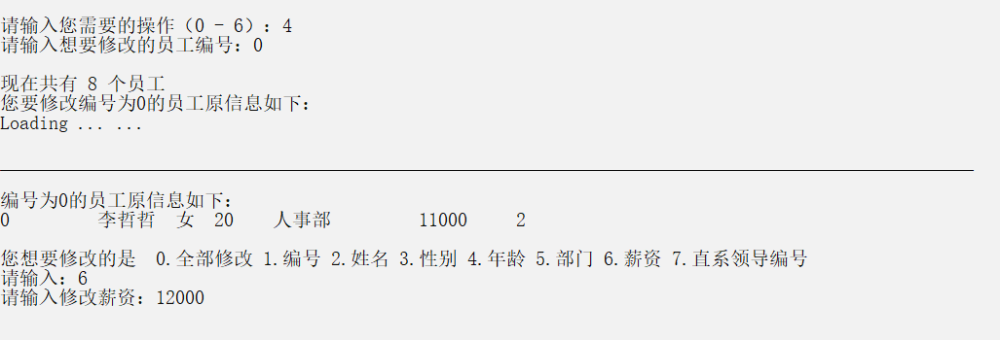 请输入您需要的操作（0 - 6）：4
请输入想要修改的员工编号：0
现在共有 8 个员工
您要修改编号为0的员工原信息如下：
Loading ... ...
编号为0的员工原信息如下：
0 李哲哲 女 20 人事部 11000 2
您想要修改的是 0.全部修改 1.编号 2.姓名 3.性别 4.年龄 5.部门 6.薪资 7.直系领导编号
请输入：6
请输入修改薪资：12000